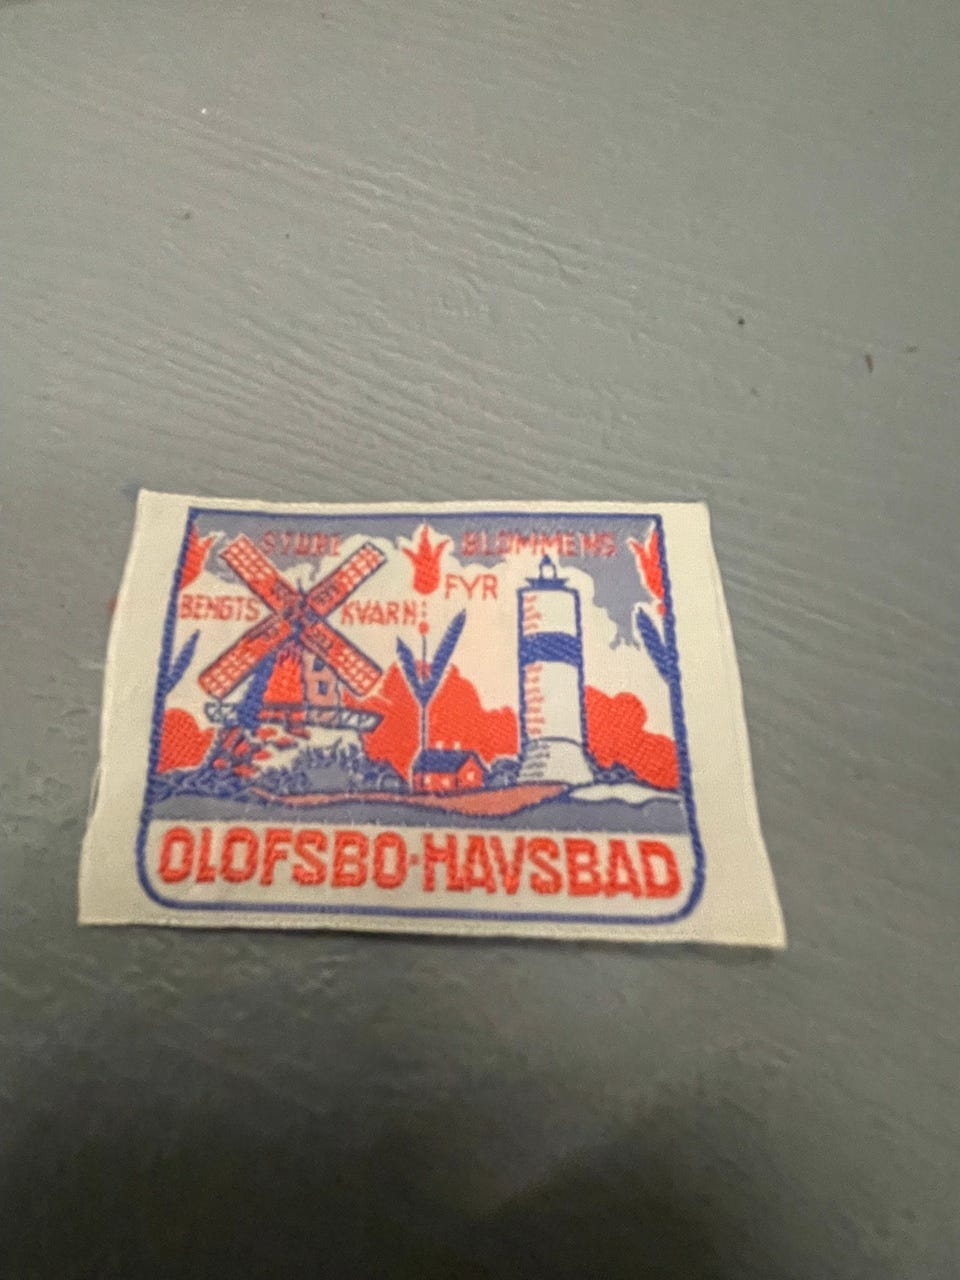 STURE BENGTS KVARN:
BLOMMENS FYR
OLOFSBO-HAVSBAD